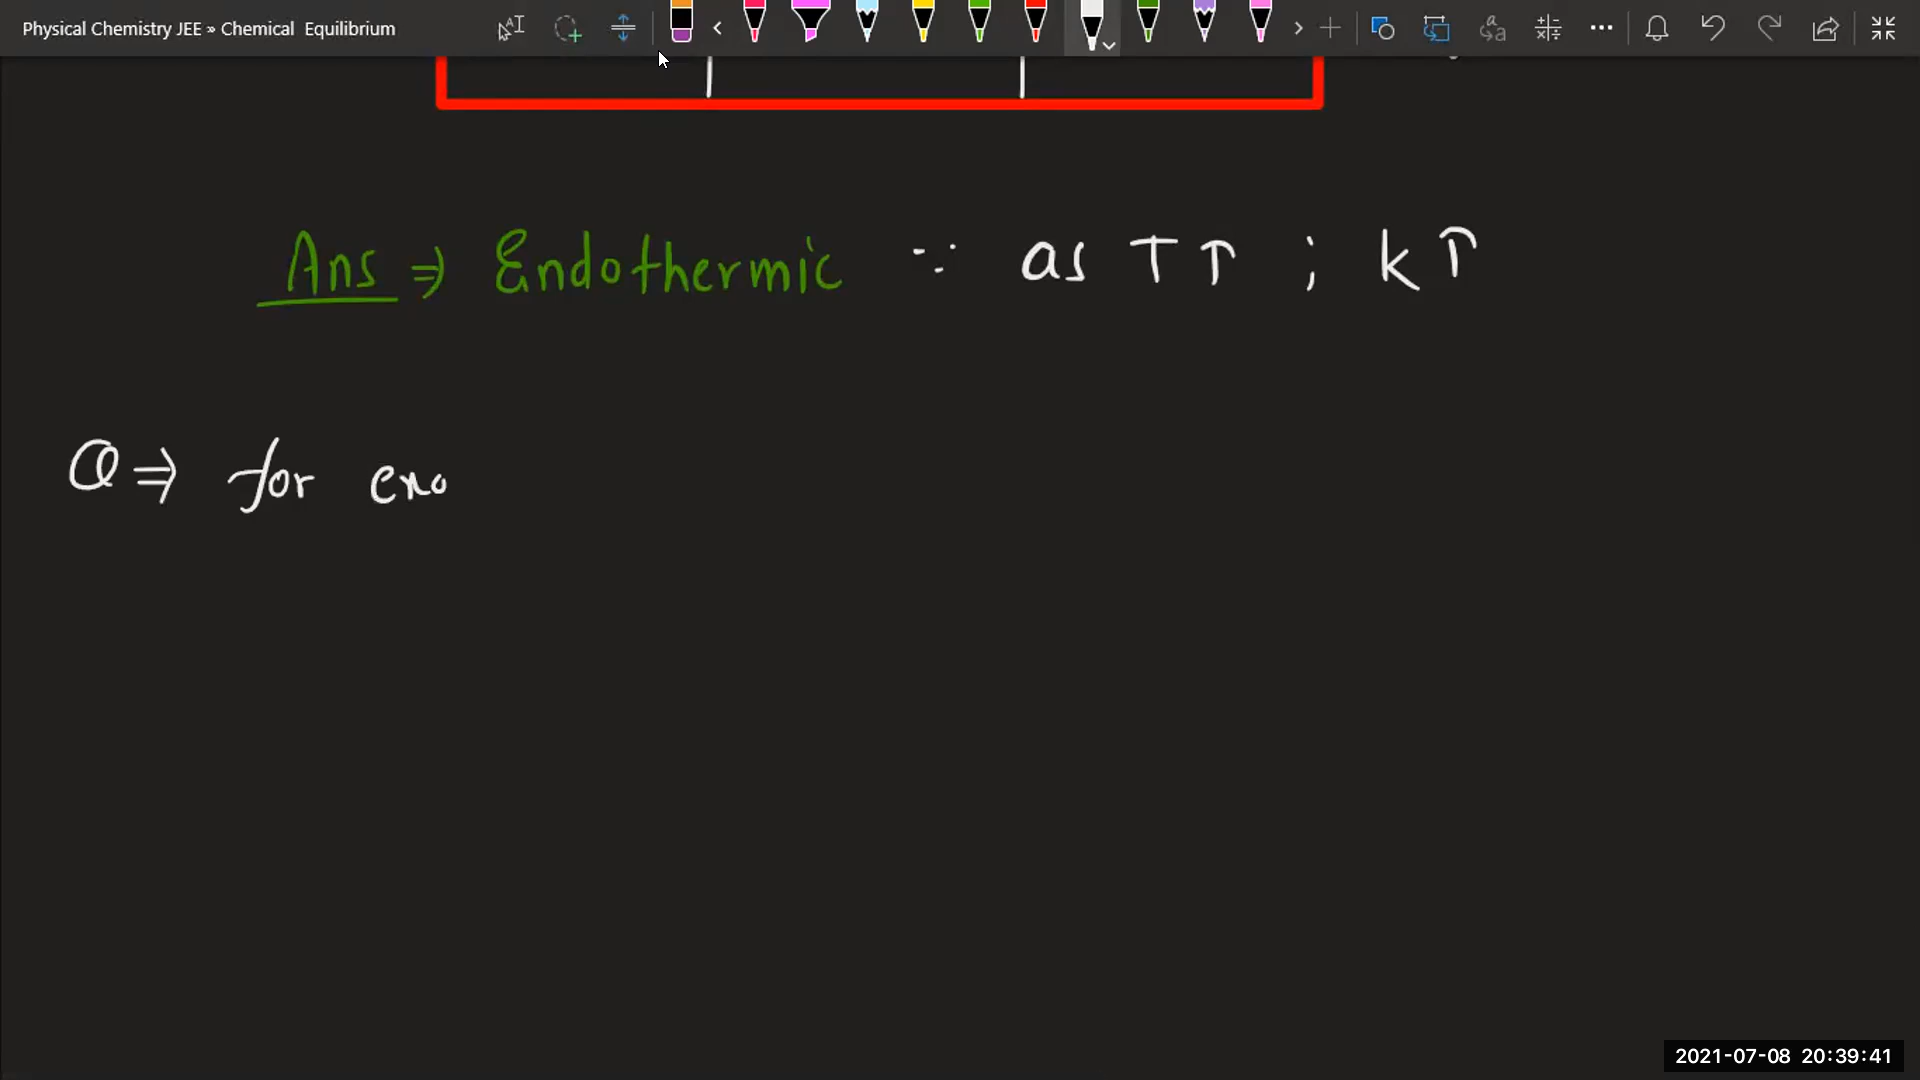 Physical Chemistry JEE » Chemical Equilibrium
Ans ⇒ Endothermic ∵ as T↑ ; k↑
Q ⇒ for exo
2021-07-08 20:39:41